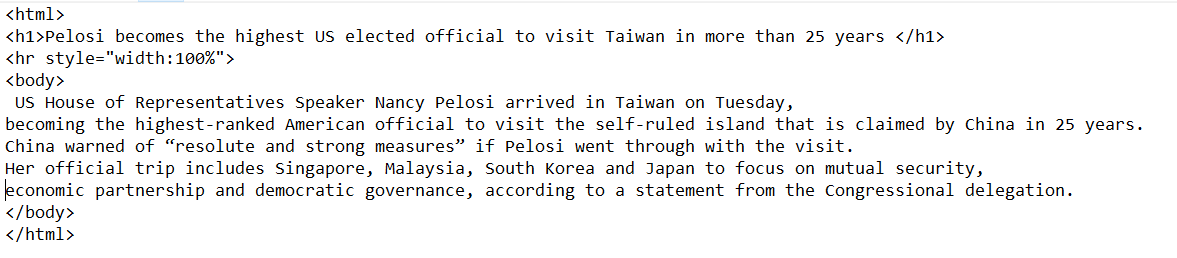 <html>
<h1>Pelosi becomes the highest US elected official to visit Taiwan in more than 25 years </h1>
<hr style="width:100%">
<body>
 US House of Representatives Speaker Nancy Pelosi arrived in Taiwan on Tuesday,
becoming the highest-ranked American official to visit the self-ruled island that is claimed by China in 25 years.
China warned of “resolute and strong measures” if Pelosi went through with the visit.
Her official trip includes Singapore, Malaysia, South Korea and Japan to focus on mutual security,
economic partnership and democratic governance, according to a statement from the Congressional delegation.
</body>
</html>